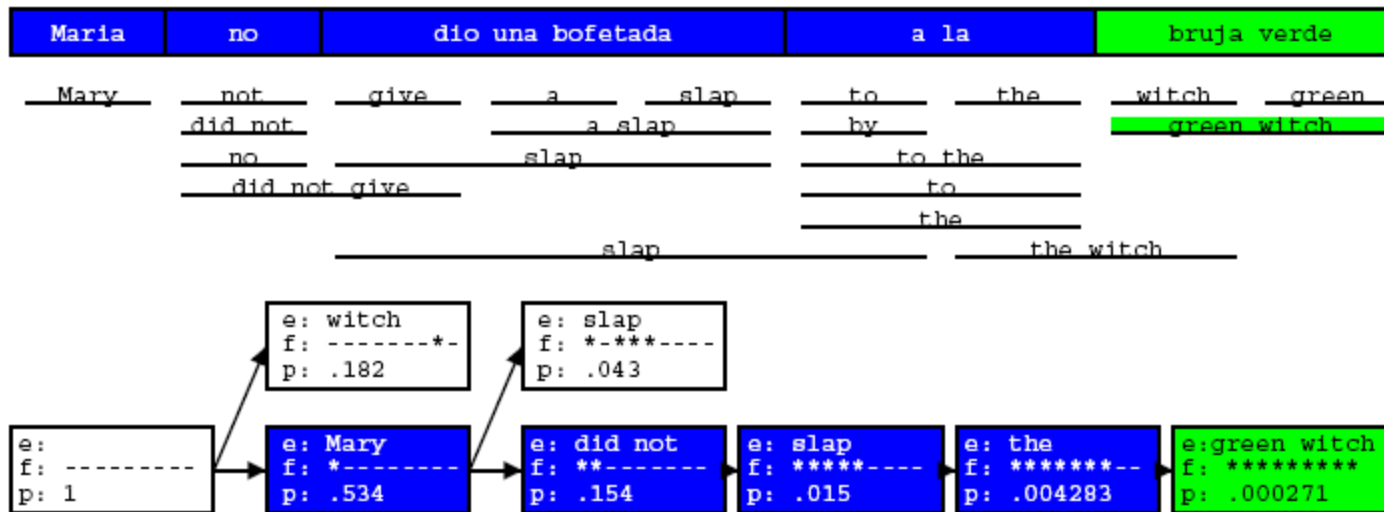 Maria no dio una bofetada a la bruja verde
Mary not give a slap to the witch green
did not a slap by green witch
no slap to the
did not give to
the
slap the witch
e: witch
f: -------*-
p: .182
e: slap
f: *-***----
p: .043
e:
f: ---------
p: 1
e: Mary
f: *--------
p: .534
e: did not
f: **-------
p: .154
e: slap
f: *****----
p: .015
e: the
f: *******--
p: .004283
e:green witch
f: *********
p: .000271